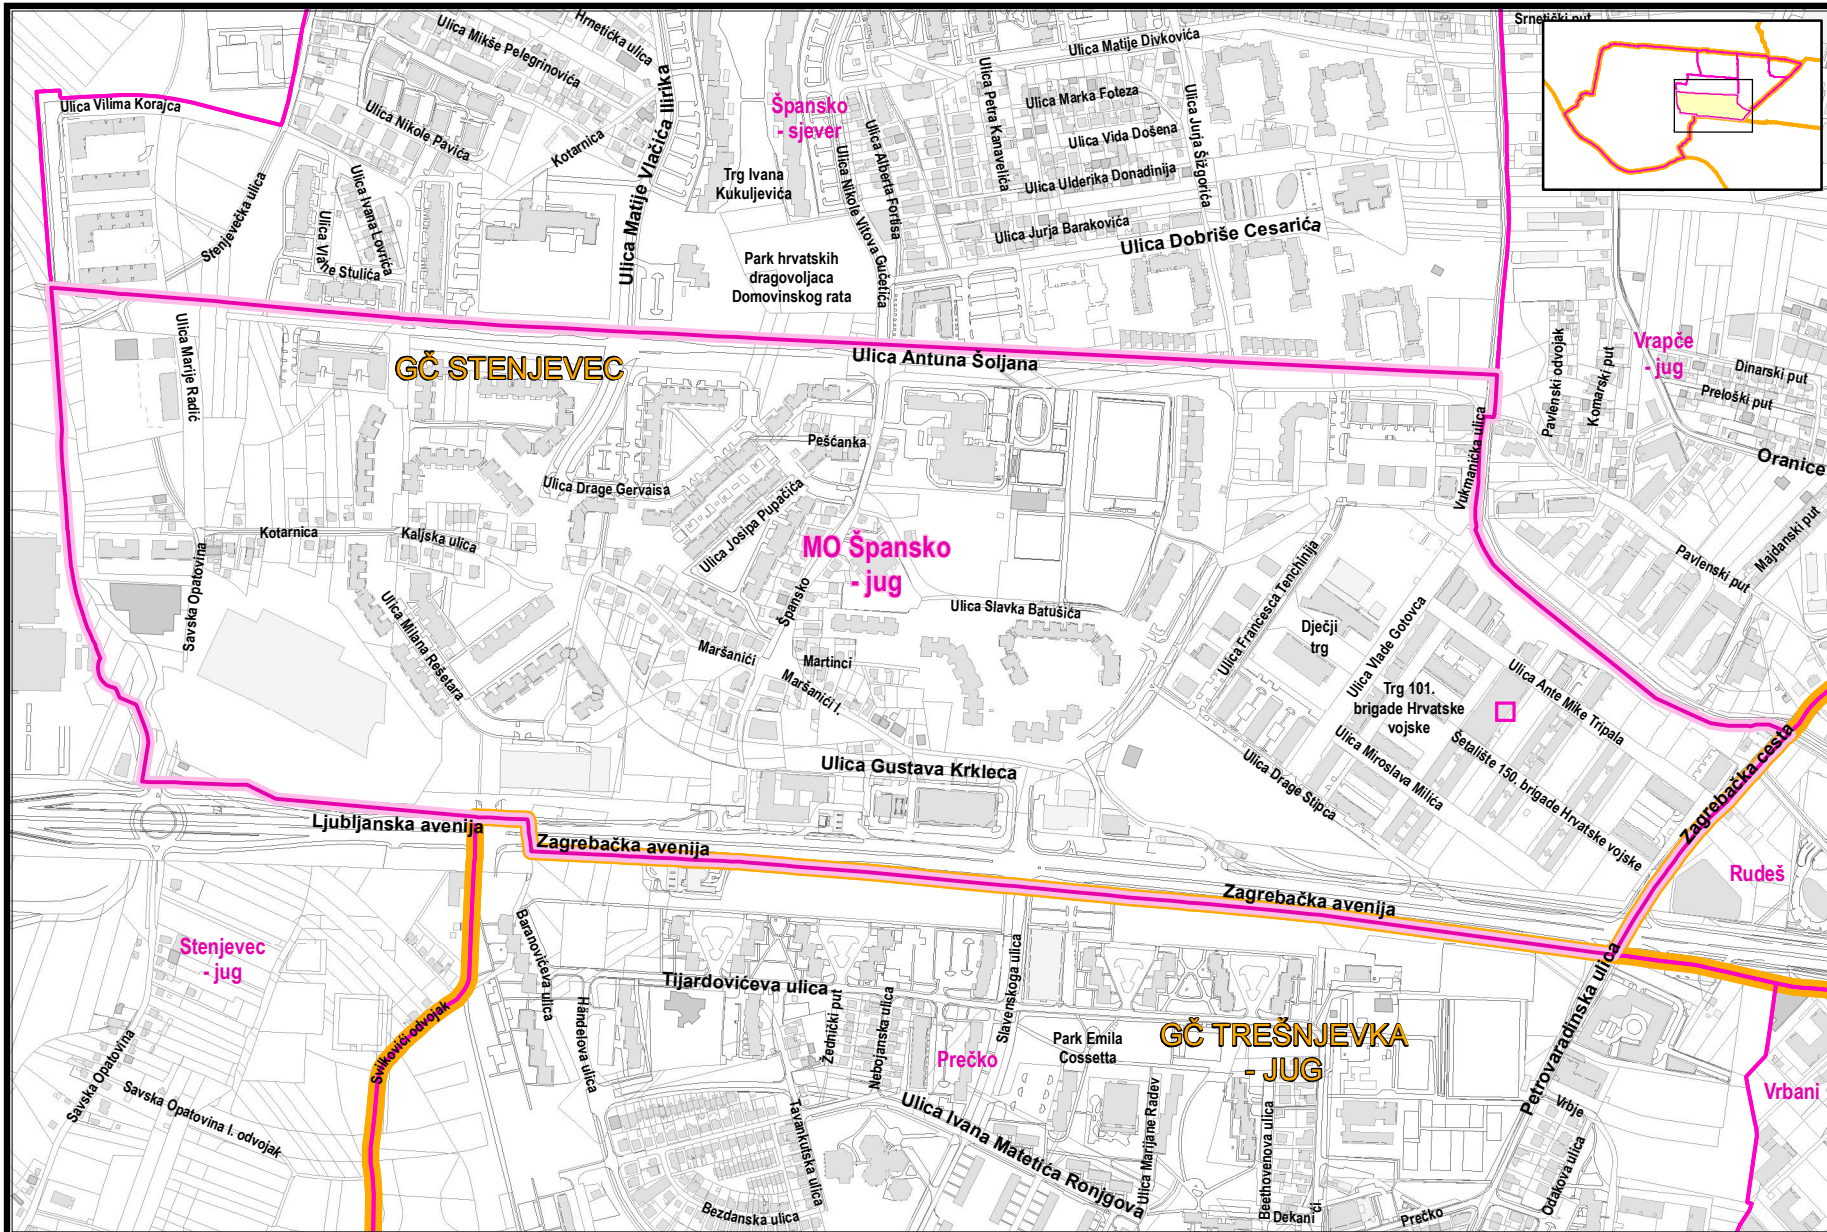 Srnetički put
Hrnetićka ulica
Ulica Mikše Pelegrinovića
Ulica Matije Divkovića
Ulica Vilima Korajca
Ulica Nikole Pavića
Kotarnica
Ulica Matije Vlačića Ilirika
Špansko
- sjever
Ulica Petra Kanavelića
Ulica Marka Foteza
Ulica Jurja Šižgorića
Ulica Vida Došena
Ulica Alberta Fortisa
Ulica Nikole Vitova Gučetića
Trg Ivana
Kukuljevića
Ulica Ulderika Donadinija
Stenjevečka ulica
Ulica Ivana Lovrića
Ulica Vlahe Stulića
Ulica Jurja Barakovića
Ulica Dobriše Cesarića
Park hrvatskih
dragovoljaca
Domovinskog rata
Ulica Marije Radić
GČ STENJEVEC
Ulica Antuna Šoljana
Pavlenski odvojak
Komarski put
Vrapče
- jug
Dinarski put
Preloški put
Oranice
Vukmanićka ulica
Pešćanka
Ulica Drage Gervaisa
Ulica Josipa Pupačića
Kotarnica
Kaljska ulica
Savska Opatovina
MO Špansko
- jug
Majdanski put
Pavlenski put
Ulica Francesca Tenchinija
Ulica Milana Rešetara
Špansko
Ulica Slavka Batušića
Dječji
trg
Ulica Vlade Gotovca
Maršanići
Martinci
Maršanići I.
Trg 101.
brigade Hrvatske
vojske
Ulica Ante Mike Tripala
Ulica Miroslava Milića
Šetalište 150. brigade Hrvatske vojske
Ulica Drage Stipca
Ulica Gustava Krkleca
Zagrebačka cesta
Ljubljanska avenija
Zagrebačka avenija
Zagrebačka avenija
Rudeš
Stenjevec
- jug
Baranovićeva ulica
Tijardovićeva ulica
Händelova ulica
Žednički put
Nebojanska ulica
Slavenskoga ulica
Prečko
Park Emila
Cossetta
GČ TREŠNJEVKA
- JUG
Petrovaradinska ulica
Svilkovići odvojak
Savska Opatovina
Savska Opatovina I. odvojak
Vrbani
Vrbje
Odakova ulica
Tavankutska ulica
Ulica Ivana Matetića Ronjgova
Ulica Marijane Radev
Beethovenova ulica
Bezdanska ulica
Dekanići
Prečko